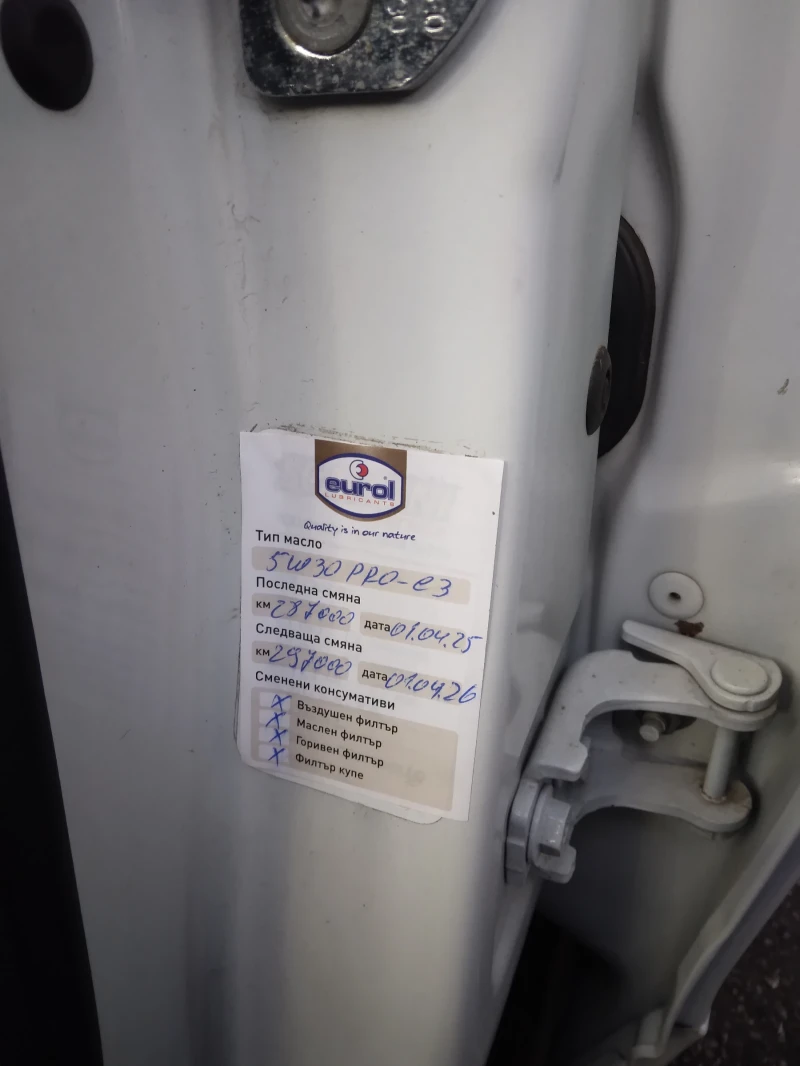 eurol
LUBRICANTS
Quality is in our nature
Тип масло
5W30 PRO-C3
Последна смяна
км 287000 дата 01.04.25
Следваща смяна
км 297000 дата 01.04.26
Сменени консумативи
X Въздушен филтър
X Маслен филтър
X Горивен филтър
X Филтър купе